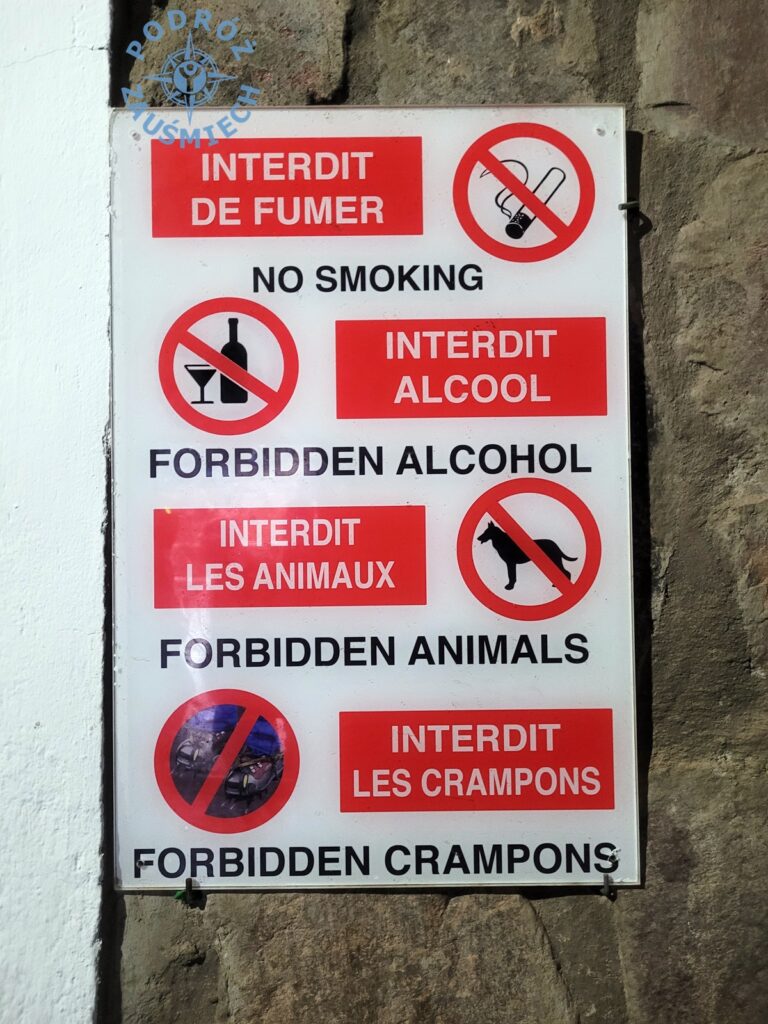 PODRÓŻ
Z UŚMIECH
INTERDIT
DE FUMER
NO SMOKING
INTERDIT
ALCOOL
FORBIDDEN ALCOHOL
INTERDIT
LES ANIMAUX
FORBIDDEN ANIMALS
INTERDIT
LES CRAMPONS
FORBIDDEN CRAMPONS